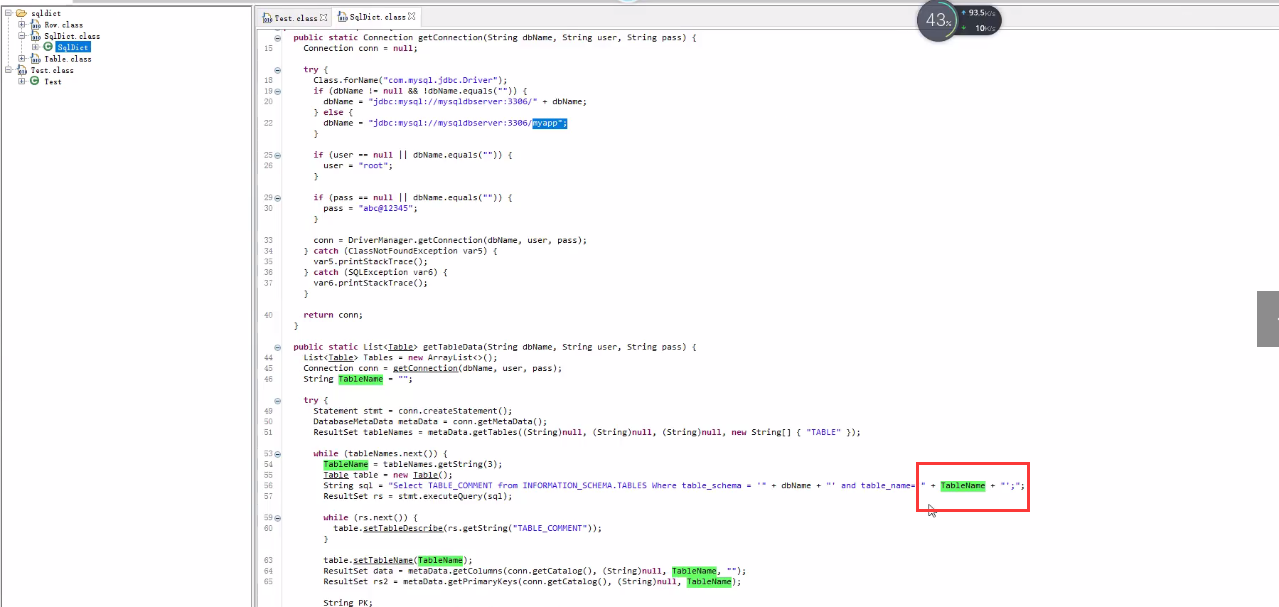 sqldict
Row.class
SqlDict.class
SqlDict
Table.class
Test.class
Test
Test.class
SqlDict.class
43%
93.5K/s
10K/s
public static Connection getConnection(String dbName, String user, String pass) {
15 Connection conn = null;
try {
18 Class.forName("com.mysql.jdbc.Driver");
19 if (dbName != null && !dbName.equals("")) {
20 dbName = "jdbc:mysql://mysqldbserver:3306/" + dbName;
} else {
22 dbName = "jdbc:mysql://mysqldbserver:3306/myapp";
}
25 if (user == null || dbName.equals("")) {
26 user = "root";
}
29 if (pass == null || dbName.equals("")) {
30 pass = "abc@12345";
}
33 conn = DriverManager.getConnection(dbName, user, pass);
34 } catch (ClassNotFoundException var5) {
35 var5.printStackTrace();
36 } catch (SQLException var6) {
37 var6.printStackTrace();
}
40 return conn;
}
public static List<Table> getTableData(String dbName, String user, String pass) {
44 List<Table> Tables = new ArrayList<>();
45 Connection conn = getConnection(dbName, user, pass);
46 String TableName = "";
try {
49 Statement stmt = conn.createStatement();
50 DatabaseMetaData metaData = conn.getMetaData();
51 ResultSet tableNames = metaData.getTables((String)null, (String)null, (String)null, new String[] { "TABLE" });
53 while (tableNames.next()) {
54 TableName = tableNames.getString(3);
55 Table table = new Table();
56 String sql = "Select TABLE_COMMENT from INFORMATION_SCHEMA.TABLES Where table_schema = '" + dbName + "' and table_name= " + TableName + "';";
57 ResultSet rs = stmt.executeQuery(sql);
59 while (rs.next()) {
60 table.setTableDescribe(rs.getString("TABLE_COMMENT"));
}
63 table.setTableName(TableName);
64 ResultSet data = metaData.getColumns(conn.getCatalog(), (String)null, TableName, "");
65 ResultSet rs2 = metaData.getPrimaryKeys(conn.getCatalog(), (String)null, TableName);
String PK;